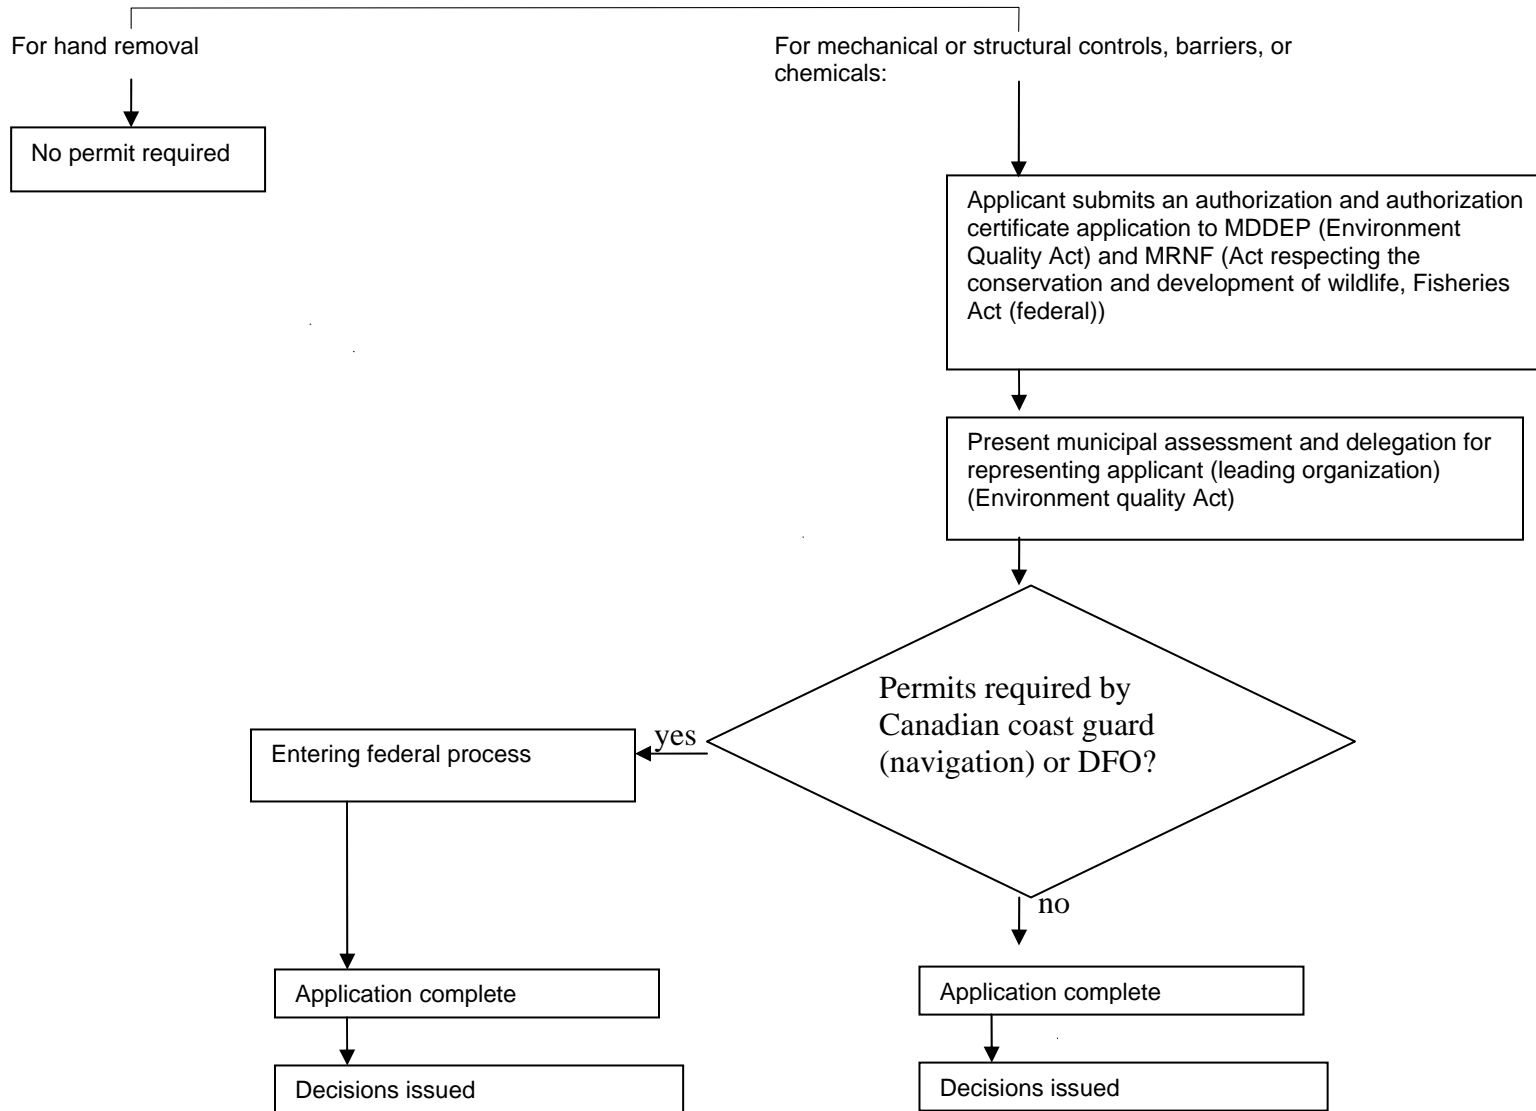 For hand removal
For mechanical or structural controls, barriers, or
chemicals:
No permit required
Applicant submits an authorization and authorization
certificate application to MDDEP (Environment
Quality Act) and MRNF (Act respecting the
conservation and development of wildlife, Fisheries
Act (federal))
Present municipal assessment and delegation for
representing applicant (leading organization)
(Environment quality Act)
Permits required by
Canadian coast guard
(navigation) or DFO?
yes
Entering federal process
no
Application complete
Application complete
Decisions issued
Decisions issued